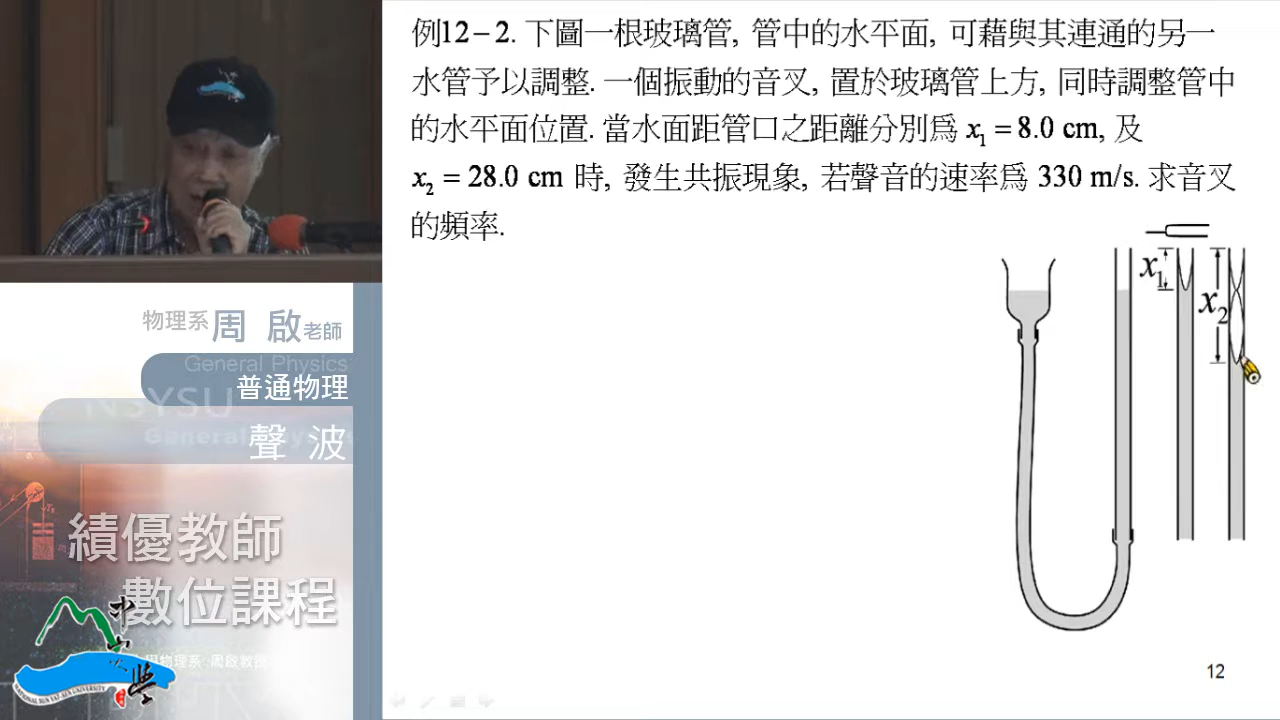 例12－2. 下圖一根玻璃管, 管中的水平面, 可藉與其連通的另一
水管予以調整. 一個振動的音叉, 置於玻璃管上方, 同時調整管中
的水平面位置. 當水面距管口之距離分別為 x₁ = 8.0 cm, 及
x₂ = 28.0 cm 時, 發生共振現象, 若聲音的速率為 330 m/s. 求音叉
的頻率.
x₁
x₂
物理系周 啟老師
General Physics
普通物理
NSYSU
General Physics
聲 波
績優教師
數位課程
12